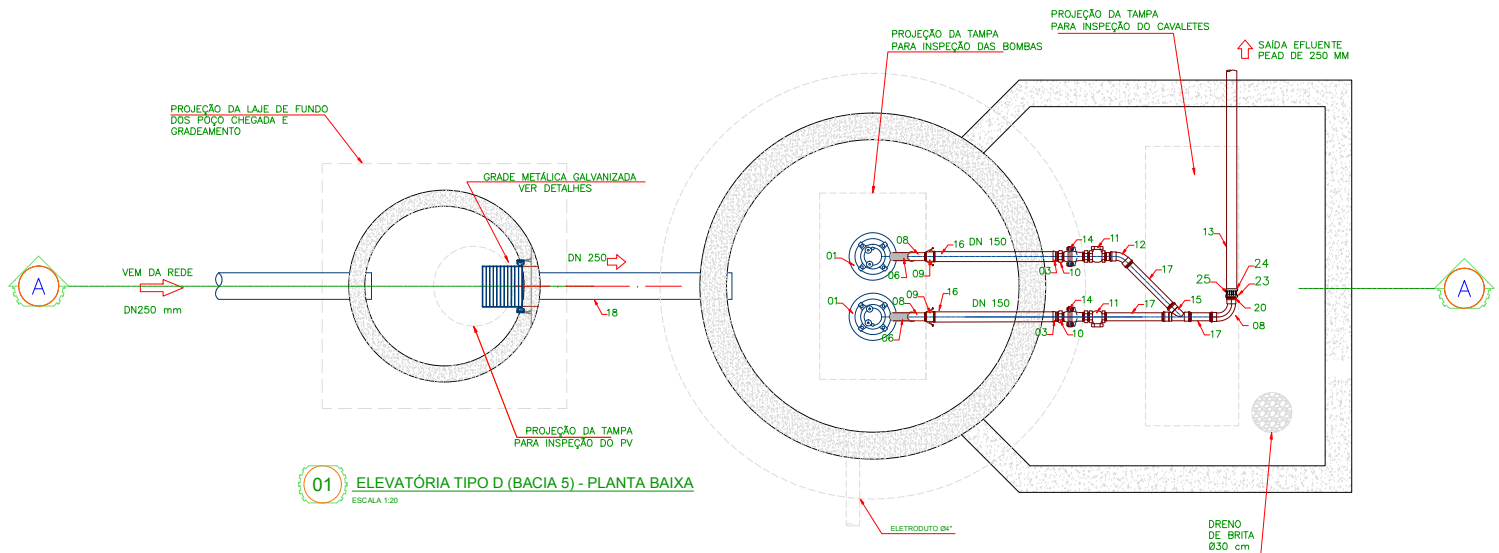 PROJEÇÃO DA TAMPA
PARA INSPEÇÃO DO CAVALETES
PROJEÇÃO DA TAMPA
PARA INSPEÇÃO DAS BOMBAS
SAÍDA EFLUENTE
PEAD DE 250 MM
PROJEÇÃO DA LAJE DE FUNDO
DOS POÇO CHEGADA E
GRADEAMENTO
GRADE METÁLICA GALVANIZADA
VER DETALHES
A
VEM DA REDE
DN250 mm
DN 250
18
01
08
06
09
16
DN 150
03
10
14
11
12
17
13
01
08
06
09
16
DN 150
03
10
14
11
17
15
17
25
24
23
20
08
A
PROJEÇÃO DA TAMPA
PARA INSPEÇÃO DO PV
01
ELEVATÓRIA TIPO D (BACIA 5) - PLANTA BAIXA
ESCALA 1:20
ELETRODUTO Ø4"
DRENO
DE BRITA
Ø30 cm